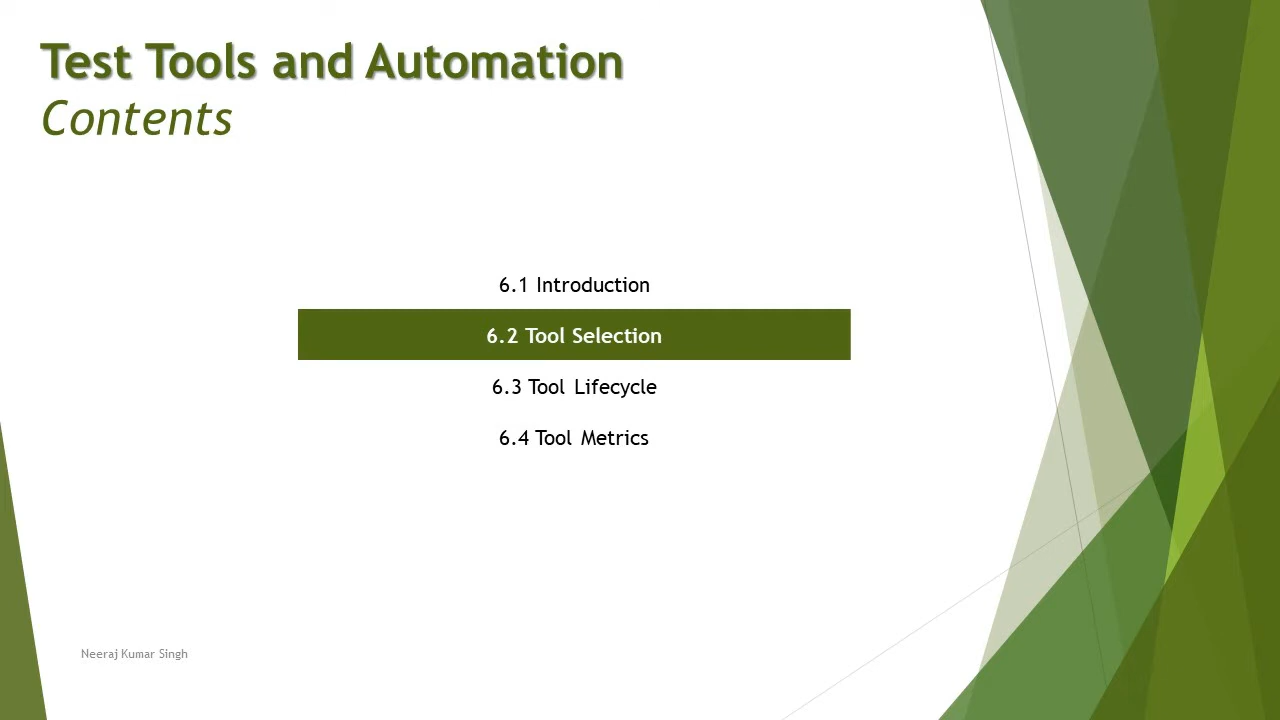 Test Tools and Automation
Contents
6.1 Introduction
6.2 Tool Selection
6.3 Tool Lifecycle
6.4 Tool Metrics
Neeraj Kumar Singh